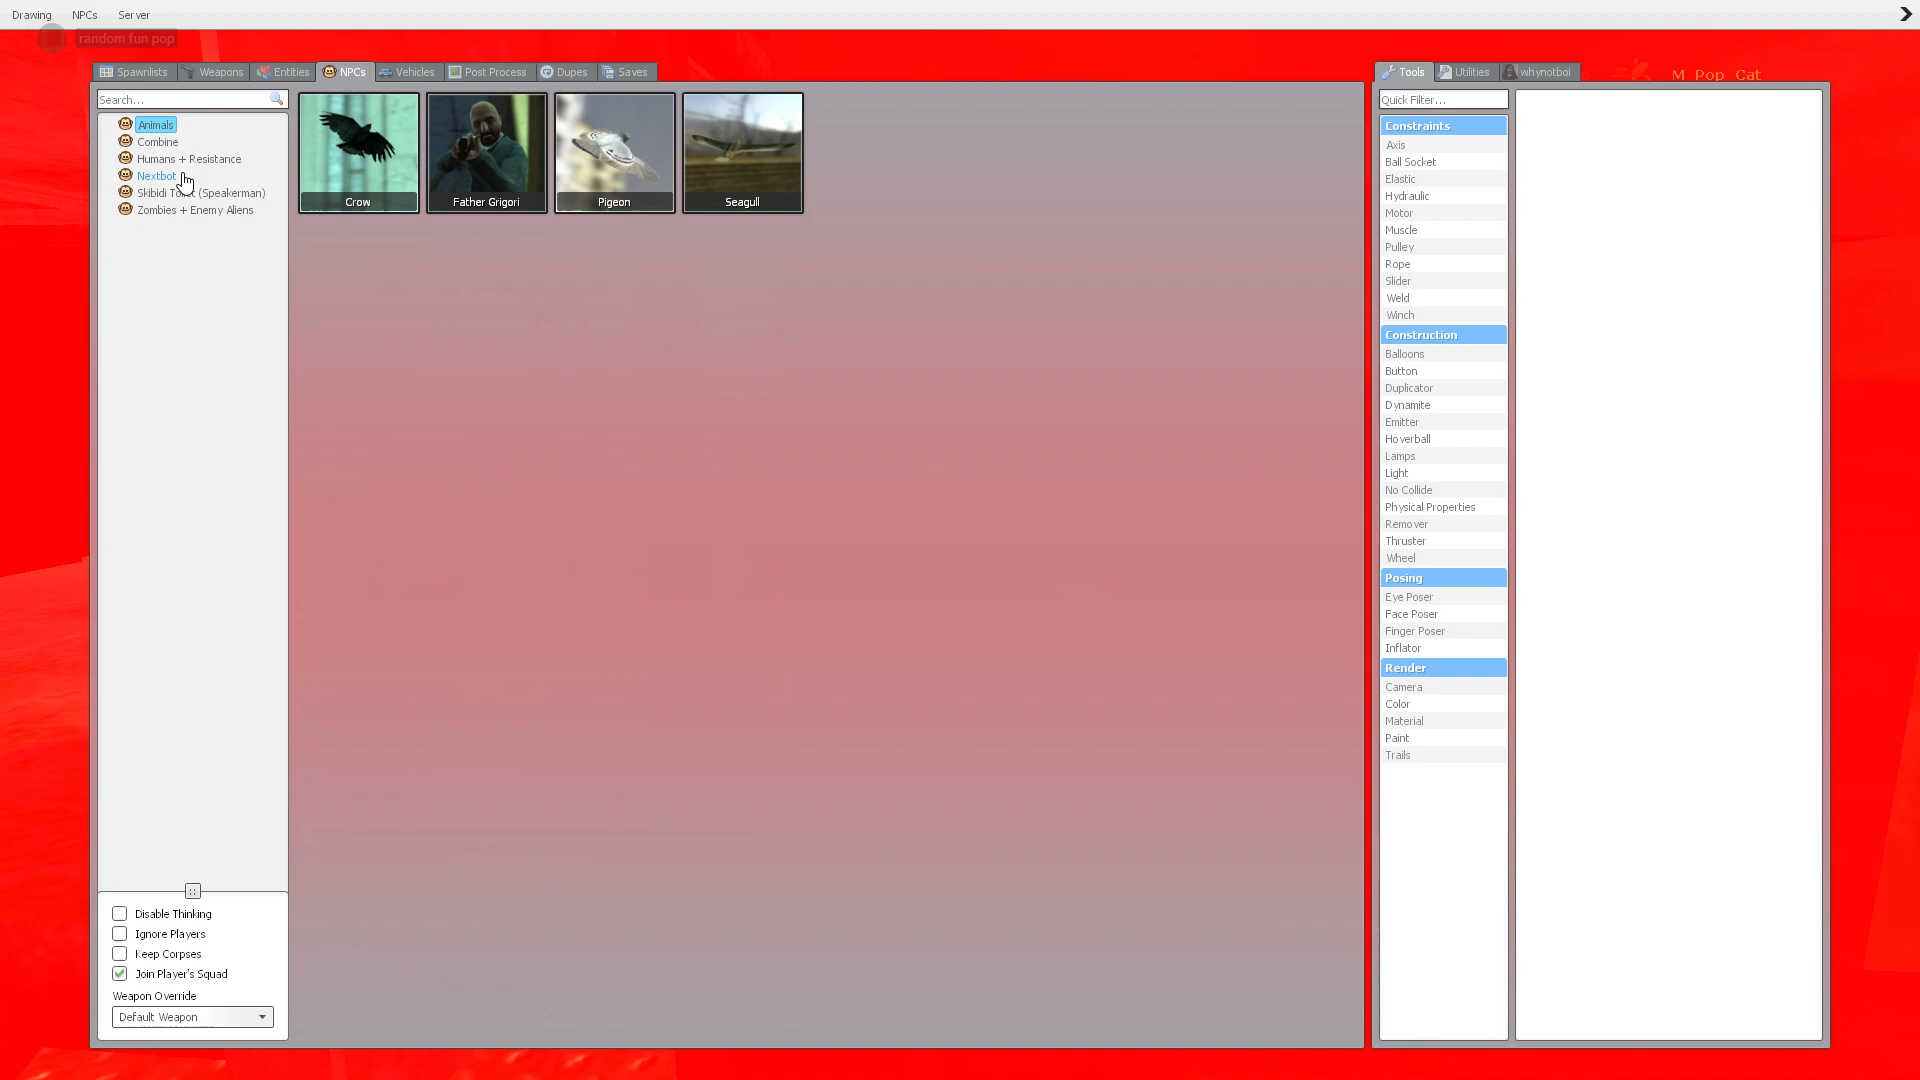 Drawing NPCs Server
random fun pop
Spawnlists Weapons Entities NPCs Vehicles Post Process Dupes Saves
Search...
Animals
Combine
Humans + Resistance
Nextbot
Skibidi Toilet (Speakerman)
Zombies + Enemy Aliens
Crow Father Grigori Pigeon Seagull
Disable Thinking
Ignore Players
Keep Corpses
Join Player's Squad
Weapon Override
Default Weapon
Tools Utilities whynotboi
M Pop Cat
Quick Filter...
Constraints
Axis
Ball Socket
Elastic
Hydraulic
Motor
Muscle
Pulley
Rope
Slider
Weld
Winch
Construction
Balloons
Button
Duplicator
Dynamite
Emitter
Hoverball
Lamps
Light
No Collide
Physical Properties
Remover
Thruster
Wheel
Posing
Eye Poser
Face Poser
Finger Poser
Inflator
Render
Camera
Color
Material
Paint
Trails